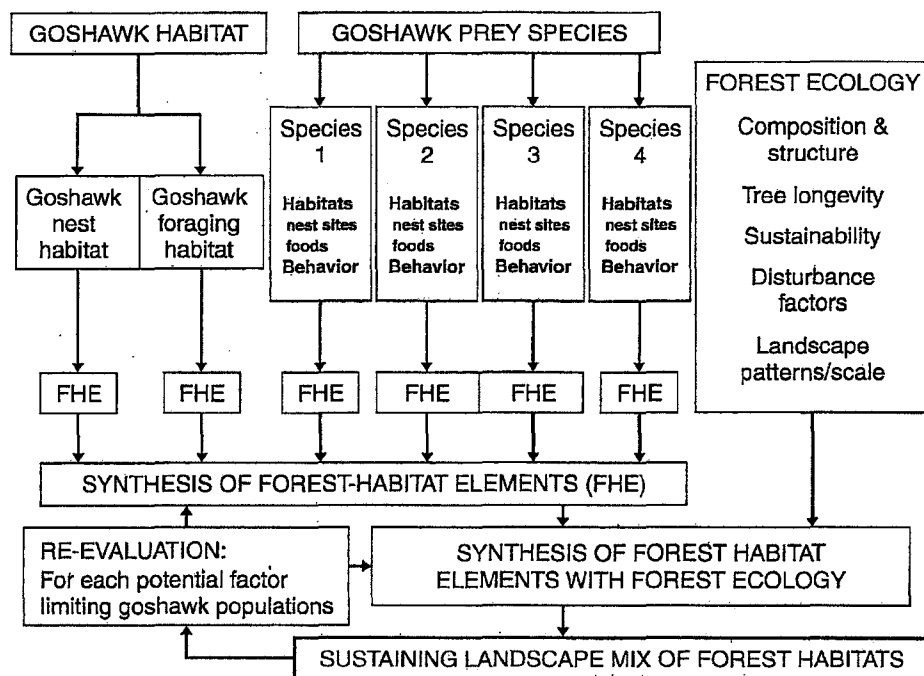 GOSHAWK HABITAT
GOSHAWK PREY SPECIES
Goshawk
nest
habitat
Goshawk
foraging
habitat
Species
1
Habitats
nest sites
foods
Behavior
Species
2
Habitats
nest sites
foods
Behavior
Species
3
Habitats
nest sites
foods
Behavior
Species
4
Habitats
nest sites
foods
Behavior
FOREST ECOLOGY
Composition &
structure
Tree longevity
Sustainability
Disturbance
factors
Landscape
patterns/scale
FHE
FHE
FHE
FHE
FHE
FHE
SYNTHESIS OF FOREST-HABITAT ELEMENTS (FHE)
RE-EVALUATION:
For each potential factor
limiting goshawk populations
SYNTHESIS OF FOREST HABITAT
ELEMENTS WITH FOREST ECOLOGY
SUSTAINING LANDSCAPE MIX OF FOREST HABITATS